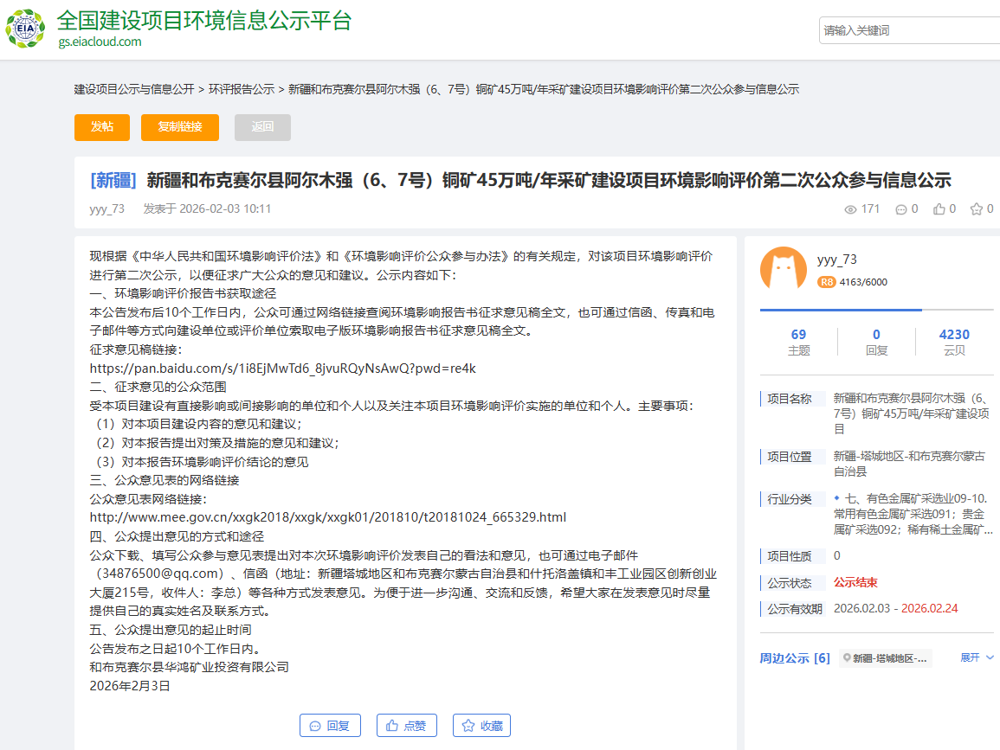 EIA
全国建设项目环境信息公示平台
gs.eiacloud.com
请输入关键词
建设项目公示与信息公开 > 环评报告公示 > 新疆和布克赛尔县阿尔木强（6、7号）铜矿45万吨/年采矿建设项目环境影响评价第二次公众参与信息公示
发帖
复制链接
返回
[新疆] 新疆和布克赛尔县阿尔木强（6、7号）铜矿45万吨/年采矿建设项目环境影响评价第二次公众参与信息公示
yyy_73 发表于 2026-02-03 10:11
171 0 0 0
现根据《中华人民共和国环境影响评价法》和《环境影响评价公众参与办法》的有关规定，对该项目环境影响评价
进行第二次公示，以便征求广大公众的意见和建议。公示内容如下：
一、环境影响评价报告书获取途径
本公告发布后10个工作日内，公众可通过网络链接查阅环境影响报告书征求意见稿全文，也可通过信函、传真和电
子邮件等方式向建设单位或评价单位索取电子版环境影响报告书征求意见稿全文。
征求意见稿链接：
https://pan.baidu.com/s/1i8EjMwTd6_8jvuRQyNsAwQ?pwd=re4k
二、征求意见的公众范围
受本项目建设有直接影响或间接影响的单位和个人以及关注本项目环境影响评价实施的单位和个人。主要事项：
（1）对本项目建设内容的意见和建议；
（2）对本报告提出对策及措施的意见和建议；
（3）对本报告环境影响评价结论的意见
三、公众意见表的网络链接
公众意见表网络链接：
http://www.mee.gov.cn/xxgk2018/xxgk/xxgk01/201810/t20181024_665329.html
四、公众提出意见的方式和途径
公众下载、填写公众参与意见表提出对本次环境影响评价发表自己的看法和意见，也可通过电子邮件
（34876500@qq.com）、信函（地址：新疆塔城地区和布克赛尔蒙古自治县和什托洛盖镇和丰工业园区创新创业
大厦215号，收件人：李总）等各种方式发表意见。为便于进一步沟通、交流和反馈，希望大家在发表意见时尽量
提供自己的真实姓名及联系方式。
五、公众提出意见的起止时间
公告发布之日起10个工作日内。
和布克赛尔县华鸿矿业投资有限公司
2026年2月3日
回复
点赞
收藏
yyy_73
R8 4163/6000
69 0 4230
主题 回复 云贝
项目名称 新疆和布克赛尔县阿尔木强（6、
7号）铜矿45万吨/年采矿建设项
目
项目位置 新疆-塔城地区-和布克赛尔蒙古
自治县
行业分类 七、有色金属矿采选业09-10.
常用有色金属矿采选091；贵金
属矿采选092；稀有稀土金属矿...
项目性质 0
公示状态 公示结束
公示有效期 2026.02.03 - 2026.02.24
周边公示 [6] 新疆-塔城地区-... 展开